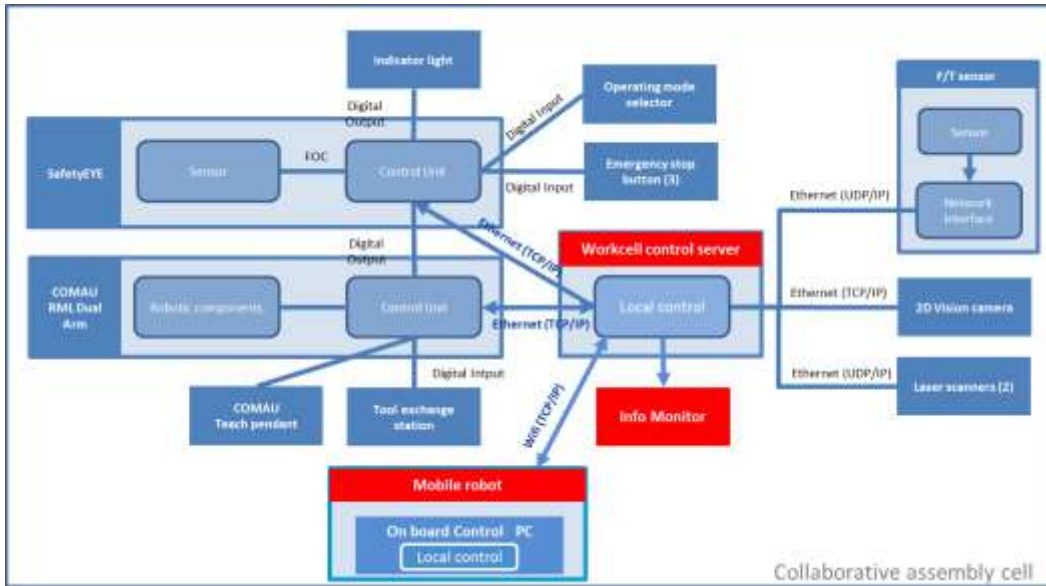 Indicator light
Operating mode
selector
Digital
Output
Digital Input
F/T sensor
Sensor
SafetyEYE
Sensor
FOC
Control Unit
Digital Input
Emergency stop
button (3)
Ethernet (UDP/IP)
Network
interface
Digital
Output
Ethernet (TCP/IP)
Workcell control server
COMAU
RML Dual
Arm
Robotic components
Control Unit
Ethernet (TCP/IP)
Local control
Ethernet (TCP/IP)
2D Vision camera
Digital Intput
Ethernet (UDP/IP)
Laser scanners (2)
COMAU
Teach pendant
Tool exchange
station
Wifi (TCP/IP)
Info Monitor
Mobile robot
On board Control PC
Local control
Collaborative assembly cell